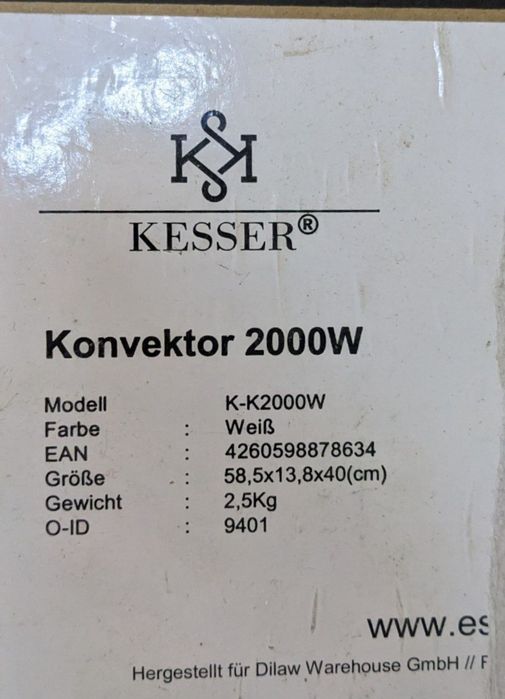 KESSER®
Konvektor 2000W
Modell K-K2000W
Farbe : Weiß
EAN : 4260598878634
Größe : 58,5x13,8x40(cm)
Gewicht : 2,5Kg
O-ID : 9401
www.es
Hergestellt für Dilaw Warehouse GmbH // F